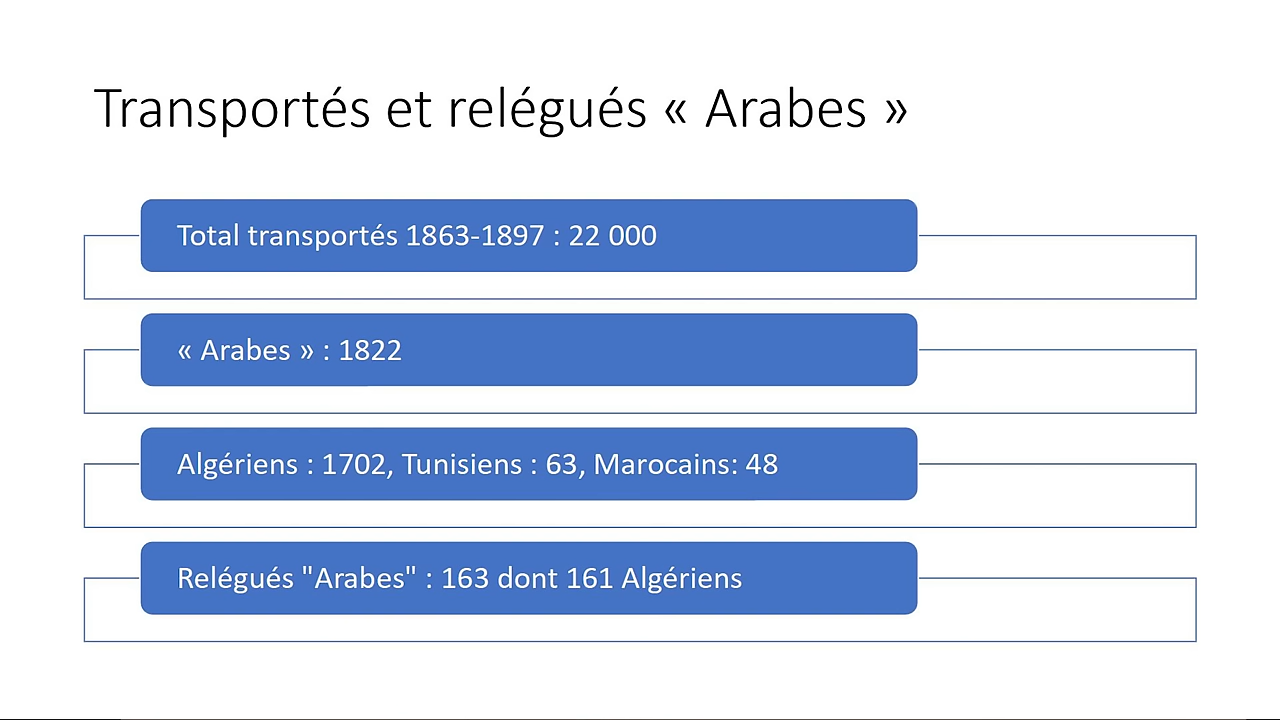 Transportés et relégués « Arabes »
Total transportés 1863-1897 : 22 000
« Arabes » : 1822
Algériens : 1702, Tunisiens : 63, Marocains: 48
Relégués "Arabes" : 163 dont 161 Algériens